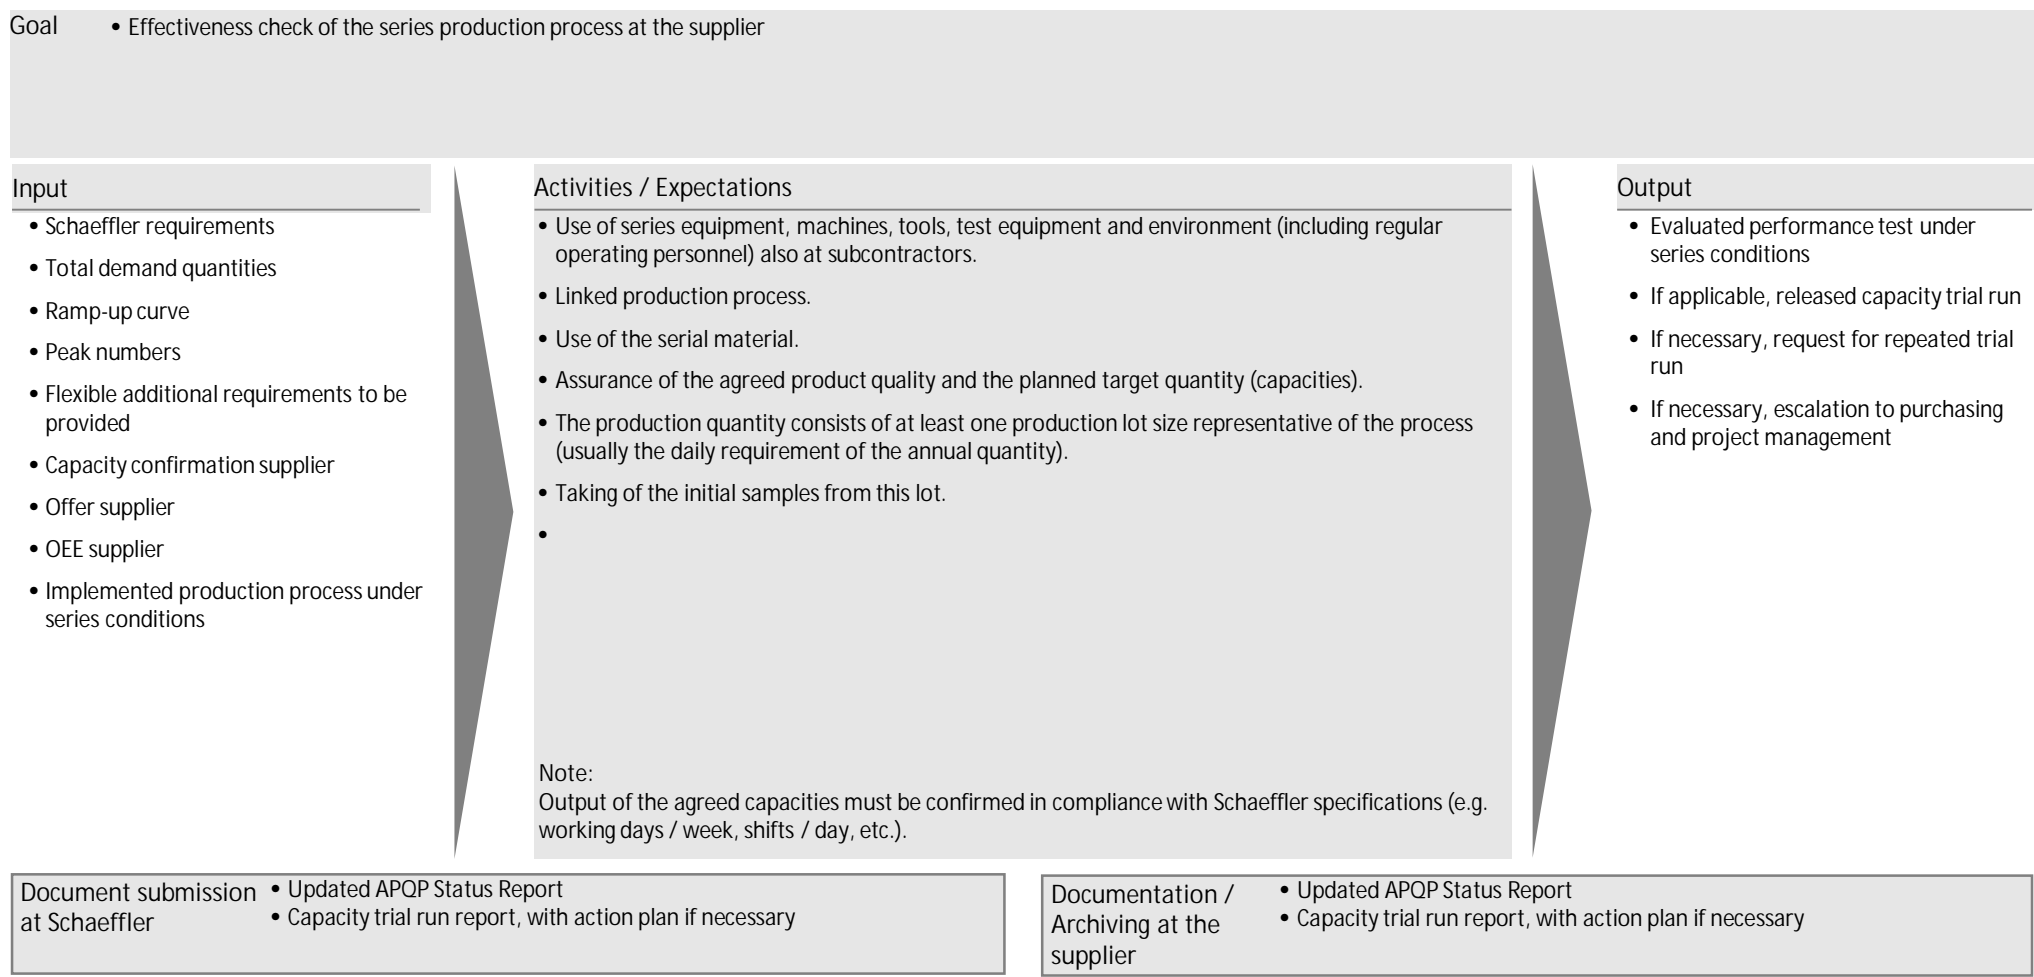 Goal • Effectiveness check of the series production process at the supplier
Input
• Schaeffler requirements
• Total demand quantities
• Ramp-up curve
• Peak numbers
• Flexible additional requirements to be
provided
• Capacity confirmation supplier
• Offer supplier
• OEE supplier
• Implemented production process under
series conditions
Activities / Expectations
• Use of series equipment, machines, tools, test equipment and environment (including regular
operating personnel) also at subcontractors.
• Linked production process.
• Use of the serial material.
• Assurance of the agreed product quality and the planned target quantity (capacities).
• The production quantity consists of at least one production lot size representative of the process
(usually the daily requirement of the annual quantity).
• Taking of the initial samples from this lot.
•
Note:
Output of the agreed capacities must be confirmed in compliance with Schaeffler specifications (e.g.
working days / week, shifts / day, etc.).
Output
• Evaluated performance test under
series conditions
• If applicable, released capacity trial run
• If necessary, request for repeated trial
run
• If necessary, escalation to purchasing
and project management
Document submission
at Schaeffler
• Updated APQP Status Report
• Capacity trial run report, with action plan if necessary
Documentation /
Archiving at the
supplier
• Updated APQP Status Report
• Capacity trial run report, with action plan if necessary